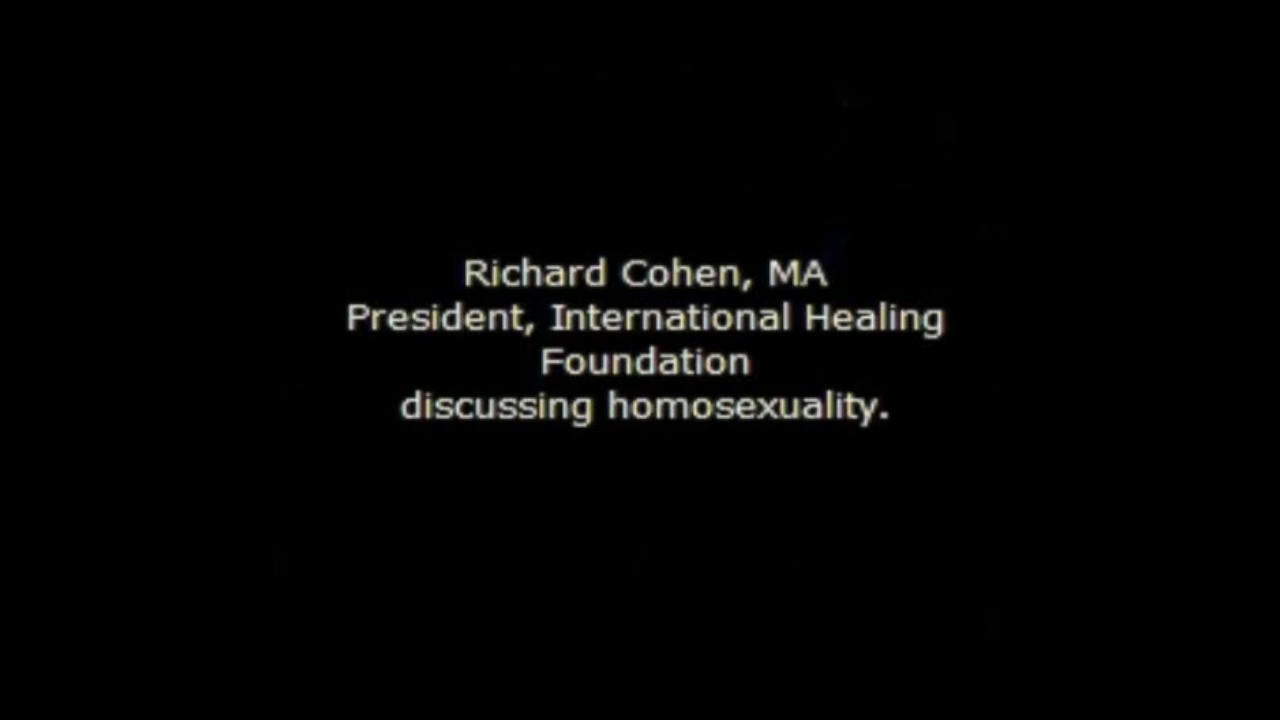 Richard Cohen, MA
President, International Healing
Foundation
discussing homosexuality.